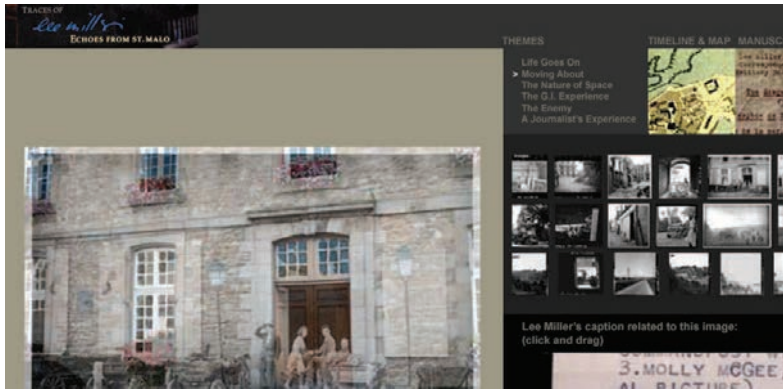 TRACES OF
lee miller
ECHOES FROM ST. MALO
THEMES
TIMELINE & MAP MANUSC
Life Goes On
> Moving About
The Nature of Space
The G.I. Experience
The Enemy
A Journalist's Experience
Lee Miller's caption related to this image:
(click and drag)
3.MOLLY McGEE